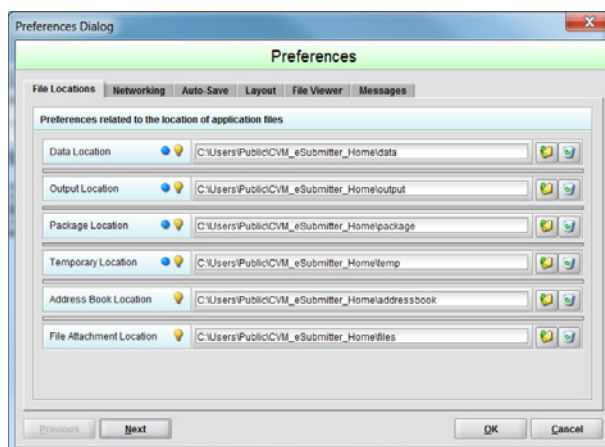 Preferences Dialog
Preferences
File Locations Networking Auto-Save Layout File Viewer Messages
Preferences related to the location of application files
Data Location C:\Users\Public\CVM_eSubmitter_Home\data
Output Location C:\Users\Public\CVM_eSubmitter_Home\output
Package Location C:\Users\Public\CVM_eSubmitter_Home\package
Temporary Location C:\Users\Public\CVM_eSubmitter_Home\temp
Address Book Location C:\Users\Public\CVM_eSubmitter_Home\addressbook
File Attachment Location C:\Users\Public\CVM_eSubmitter_Home\files
Previous Next OK Cancel